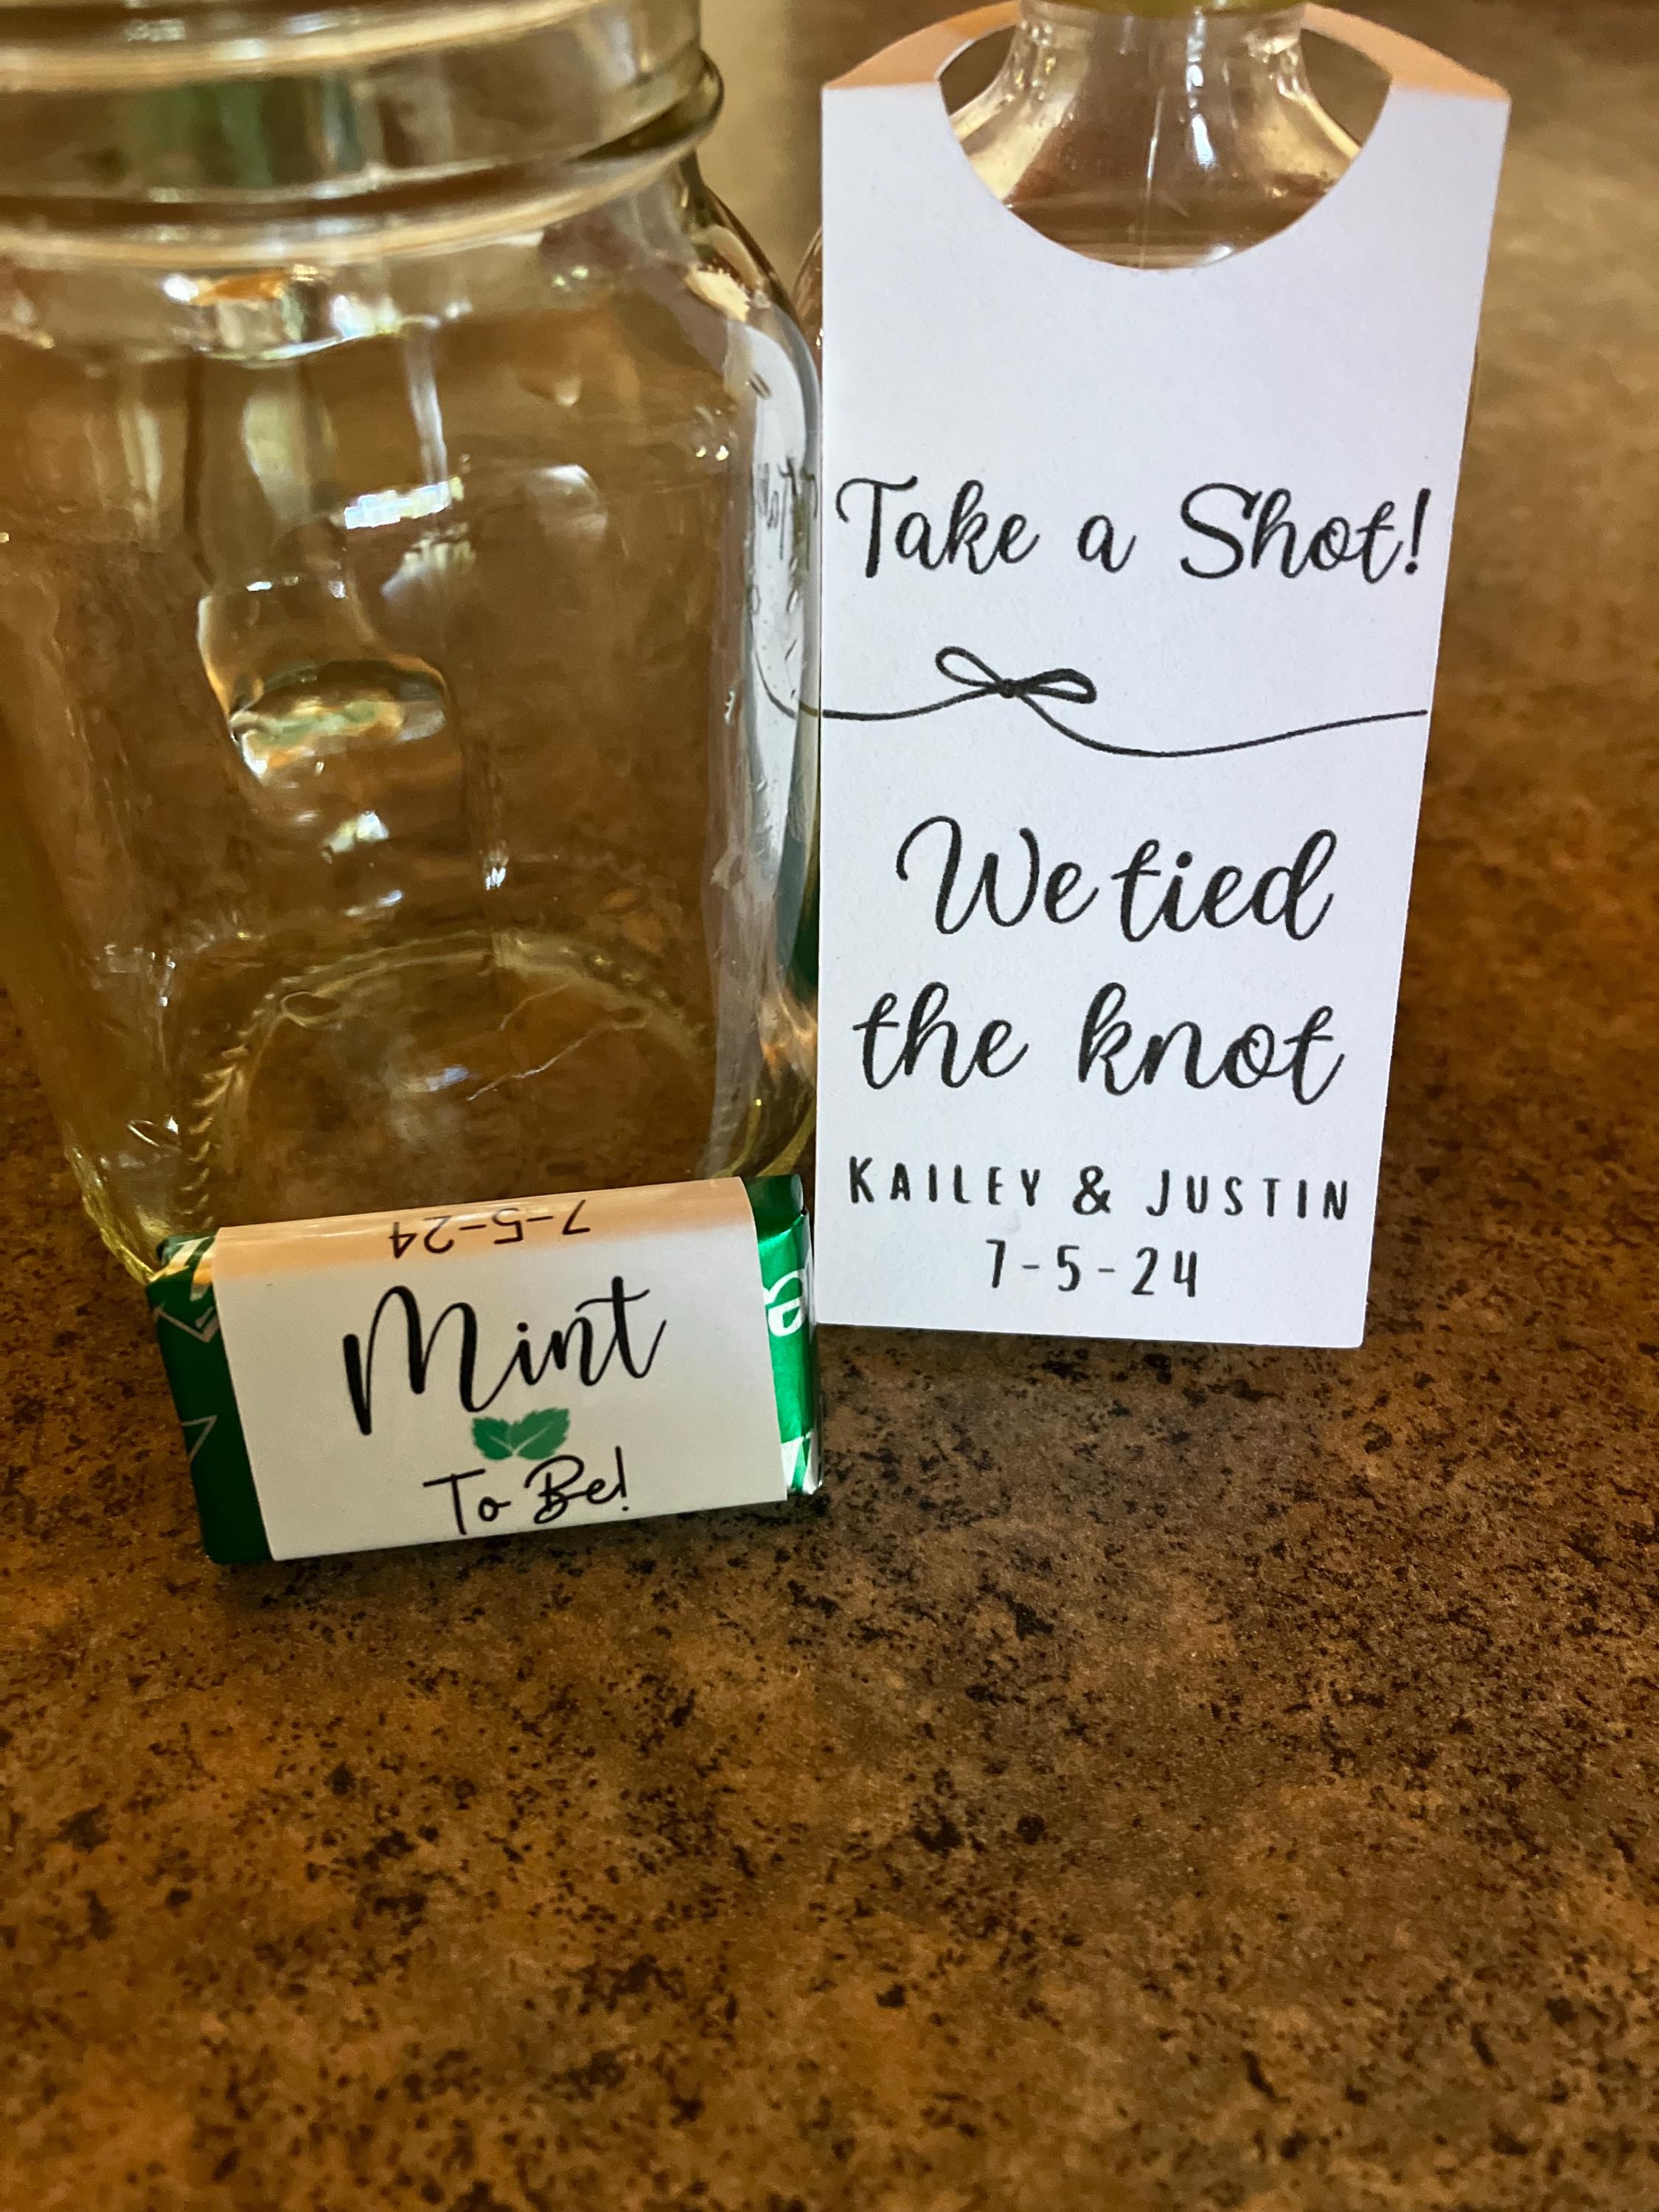 Take a Shot!
We tied
the knot
KAILEY & JUSTIN
7-5-24
7-5-24
Mint
To Be!